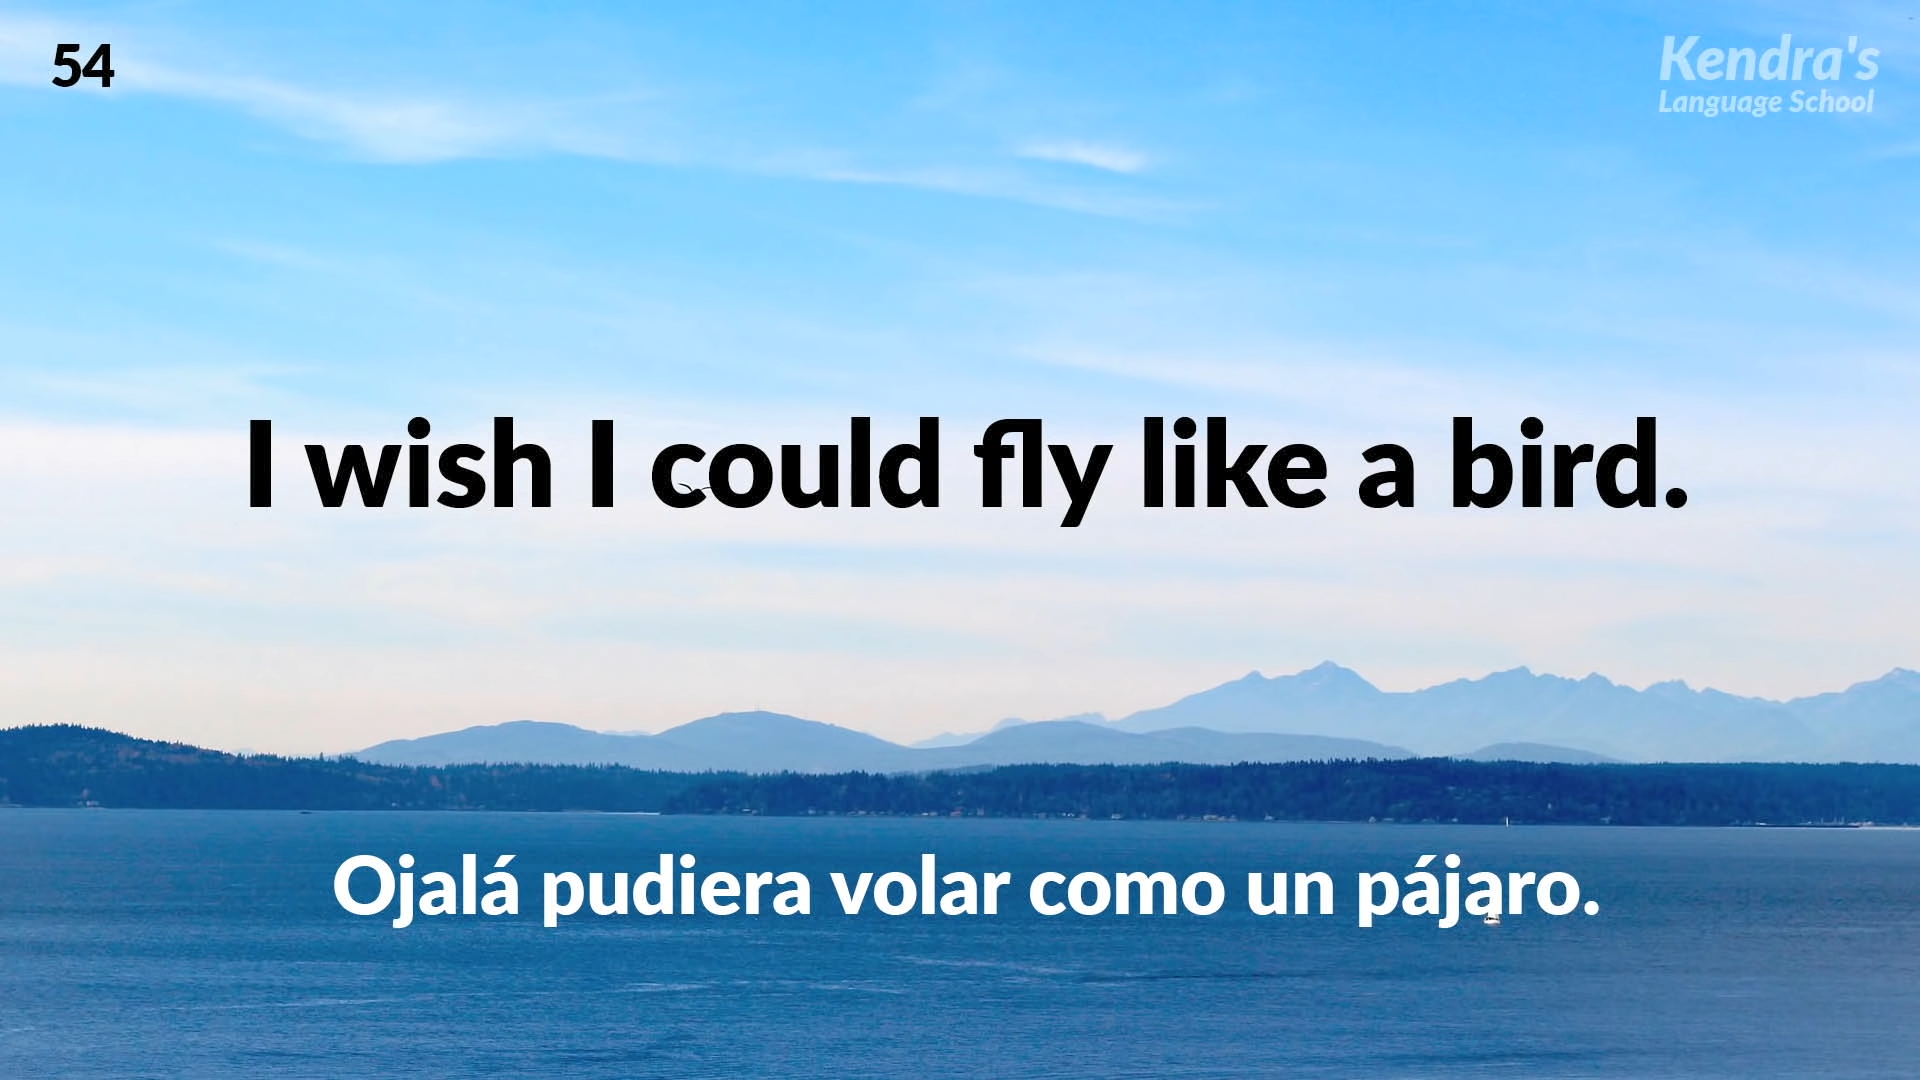 54
Kendra's
Language School
I wish I could fly like a bird.
Ojalá pudiera volar como un pájaro.